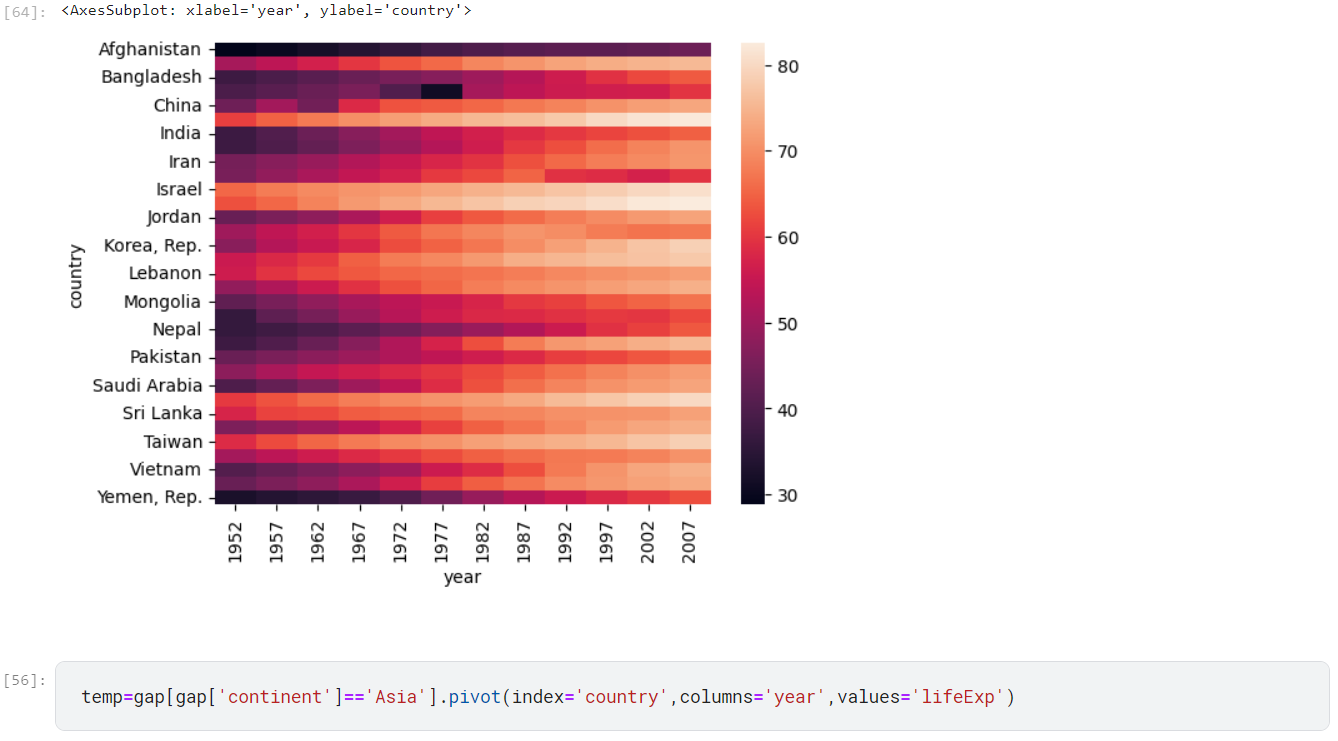 [64]: <AxesSubplot: xlabel='year', ylabel='country'>
Afghanistan
Bangladesh
China
India
Iran
Israel
Jordan
Korea, Rep.
Lebanon
Mongolia
Nepal
Pakistan
Saudi Arabia
Sri Lanka
Taiwan
Vietnam
Yemen, Rep.
country
1952 1957 1962 1967 1972 1977 1982 1987 1992 1997 2002 2007
year
80
70
60
50
40
30
[56]: temp=gap[gap['continent']=='Asia'].pivot(index='country',columns='year',values='lifeExp')